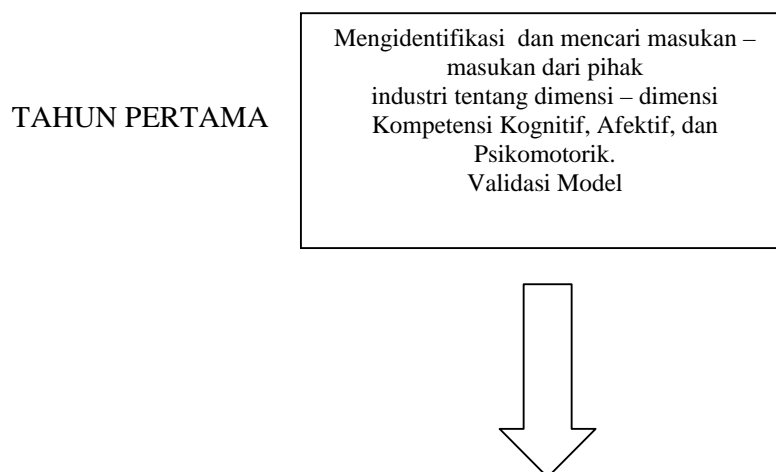 Mengidentifikasi dan mencari masukan –
masukan dari pihak
industri tentang dimensi – dimensi
TAHUN PERTAMA
Kompetensi Kognitif, Afektif, dan
Psikomotorik.
Validasi Model